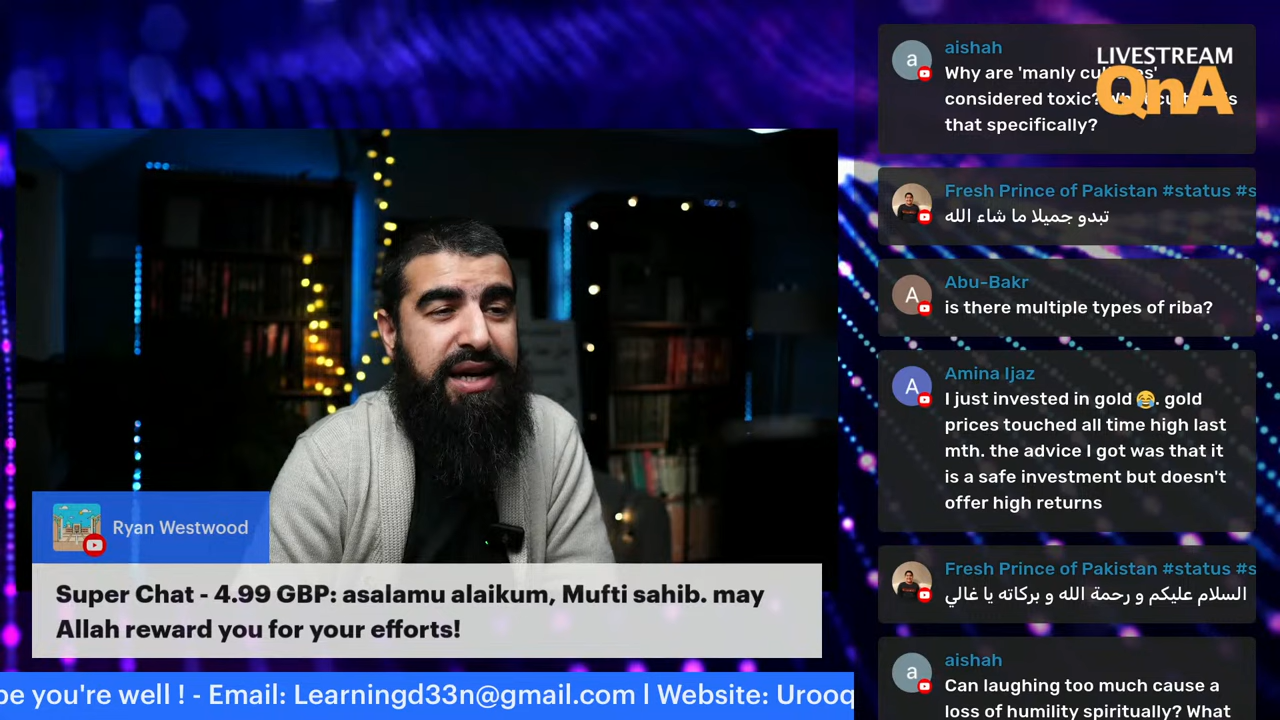 LIVESTREAM
QnA
aishah
a
Why are 'manly
considered toxic?
that specifically?
Fresh Prince of Pakistan #status #s
تبدو جميلا ما شاء الله
Abu-Bakr
A
is there multiple types of riba?
Amina Ijaz
A
I just invested in gold 😂. gold
prices touched all time high last
mth. the advice I got was that it
is a safe investment but doesn't
offer high returns
Fresh Prince of Pakistan #status #s
السلام عليكم و رحمة الله و بركاته يا غالي
aishah
a
Can laughing too much cause a
loss of humility spiritually? What
Ryan Westwood
Super Chat - 4.99 GBP: asalamu alaikum, Mufti sahib. may
Allah reward you for your efforts!
be you're well ! - Email: Learningd33n@gmail.com l Website: Urooq